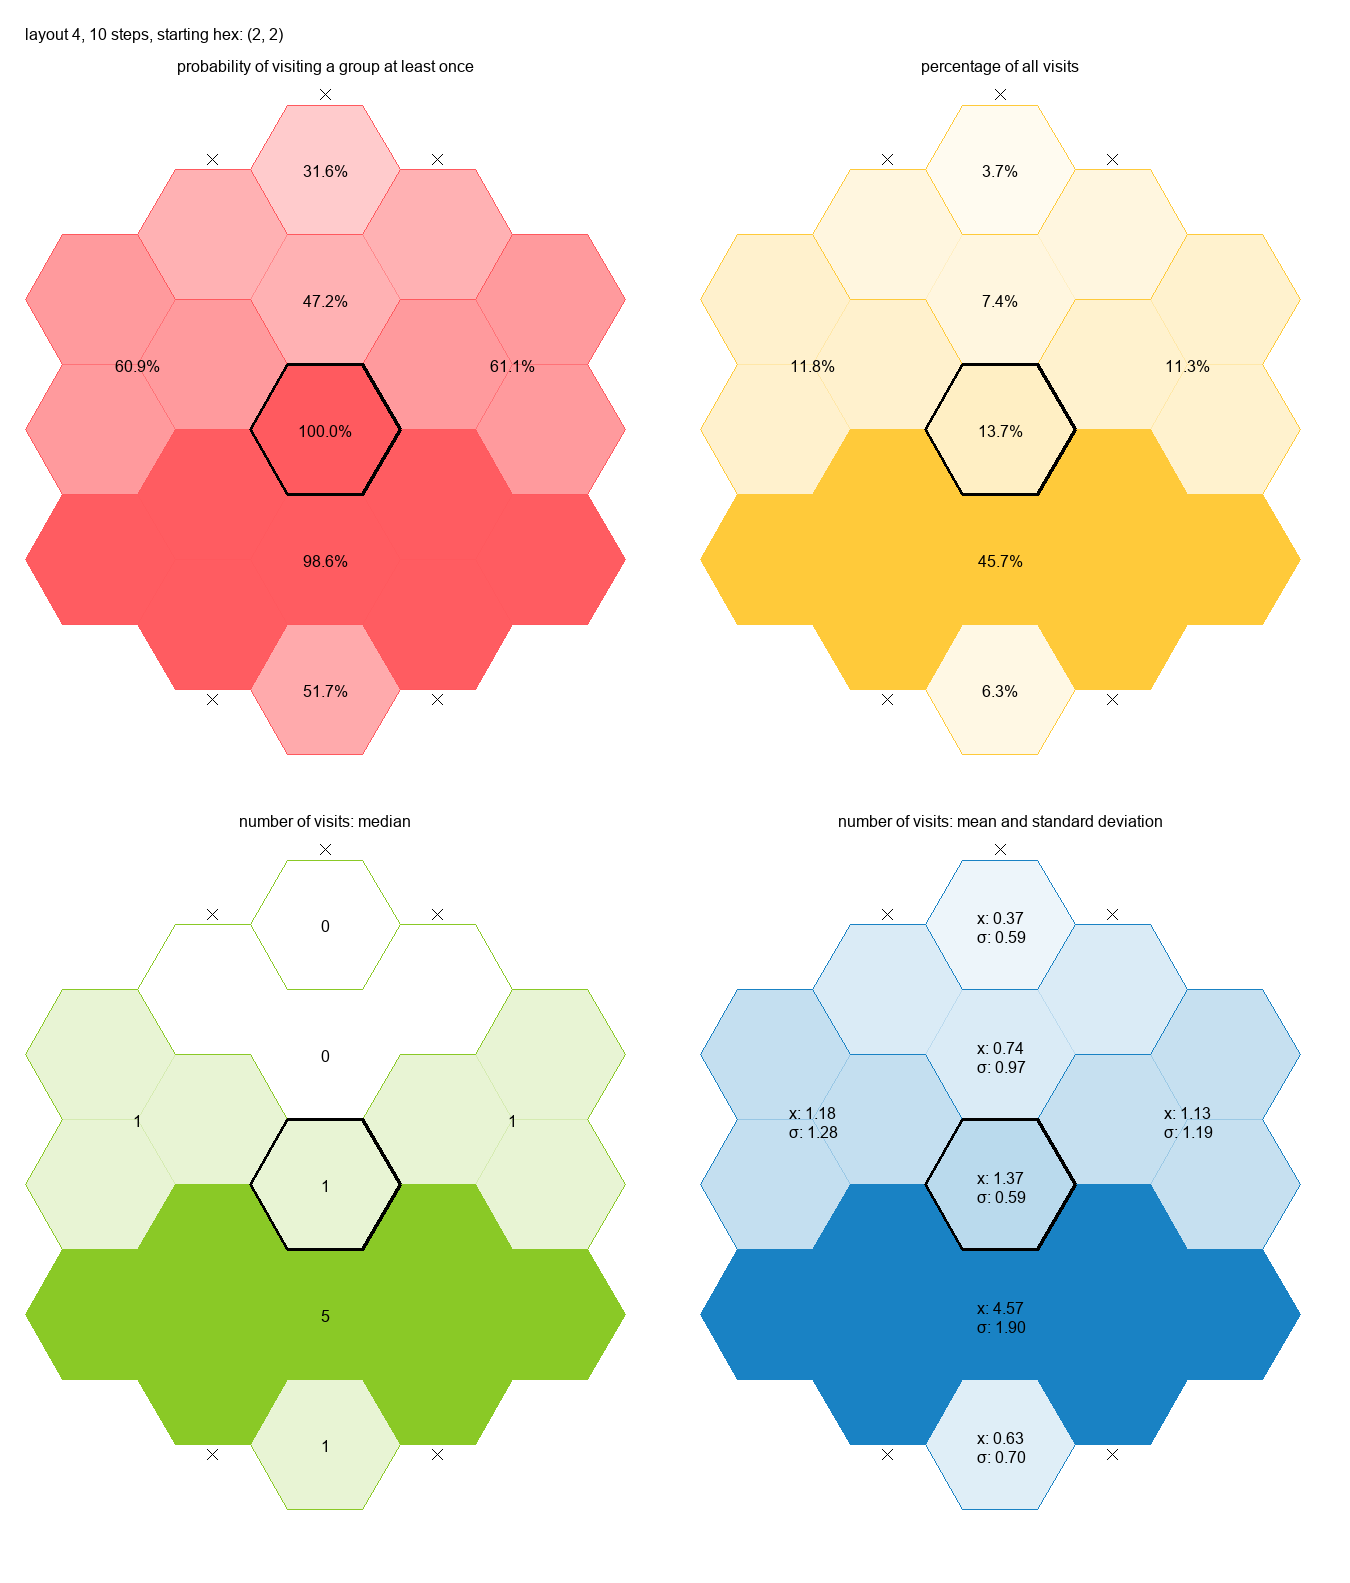 layout 4, 10 steps, starting hex: (2, 2)
probability of visiting a group at least once
31.6%
47.2%
60.9%
61.1%
100.0%
98.6%
51.7%
percentage of all visits
3.7%
7.4%
11.8%
11.3%
13.7%
45.7%
6.3%
number of visits: median
0
0
1
1
1
5
1
number of visits: mean and standard deviation
x: 0.37
σ: 0.59
x: 0.74
σ: 0.97
x: 1.18
σ: 1.28
x: 1.13
σ: 1.19
x: 1.37
σ: 0.59
x: 4.57
σ: 1.90
x: 0.63
σ: 0.70